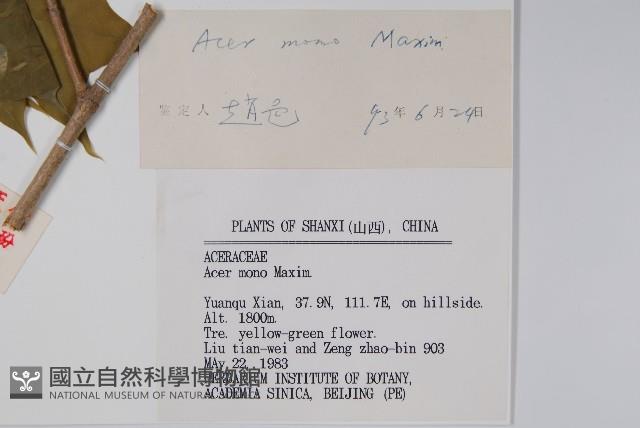 Acer mono Maxim.
鉴定人 93年6月24日
PLANTS OF SHANXI(山西), CHINA
ACERACEAE
Acer mono Maxim.
Yuanqu Xian, 37.9N, 111.7E, on hillside.
Alt. 1800m.
Tre. yellow-green flower.
Liu tian-wei and Zeng zhao-bin 903
MAy 22, 1983
INSTITUTE OF BOTANY,
ACADEMIA SINICA, BEIJING (PE)
國立自然科學博物館
NATIONAL MUSEUM OF NATURAL